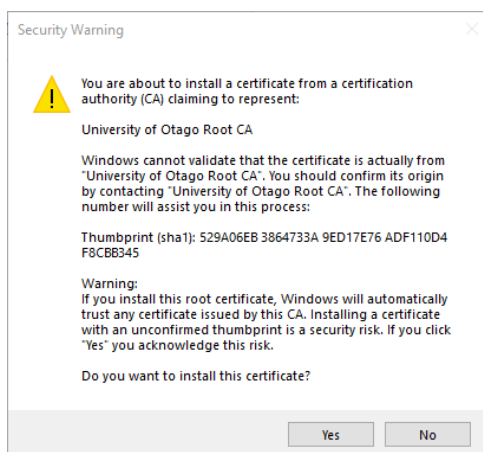 Security Warning
You are about to install a certificate from a certification
authority (CA) claiming to represent:
University of Otago Root CA
Windows cannot validate that the certificate is actually from
"University of Otago Root CA". You should confirm its origin
by contacting "University of Otago Root CA". The following
number will assist you in this process:
Thumbprint (sha1): 529A06EB 3864733A 9ED17E76 ADF110D4
F8CBB345
Warning:
If you install this root certificate, Windows will automatically
trust any certificate issued by this CA. Installing a certificate
with an unconfirmed thumbprint is a security risk. If you click
"Yes" you acknowledge this risk.
Do you want to install this certificate?
Yes No